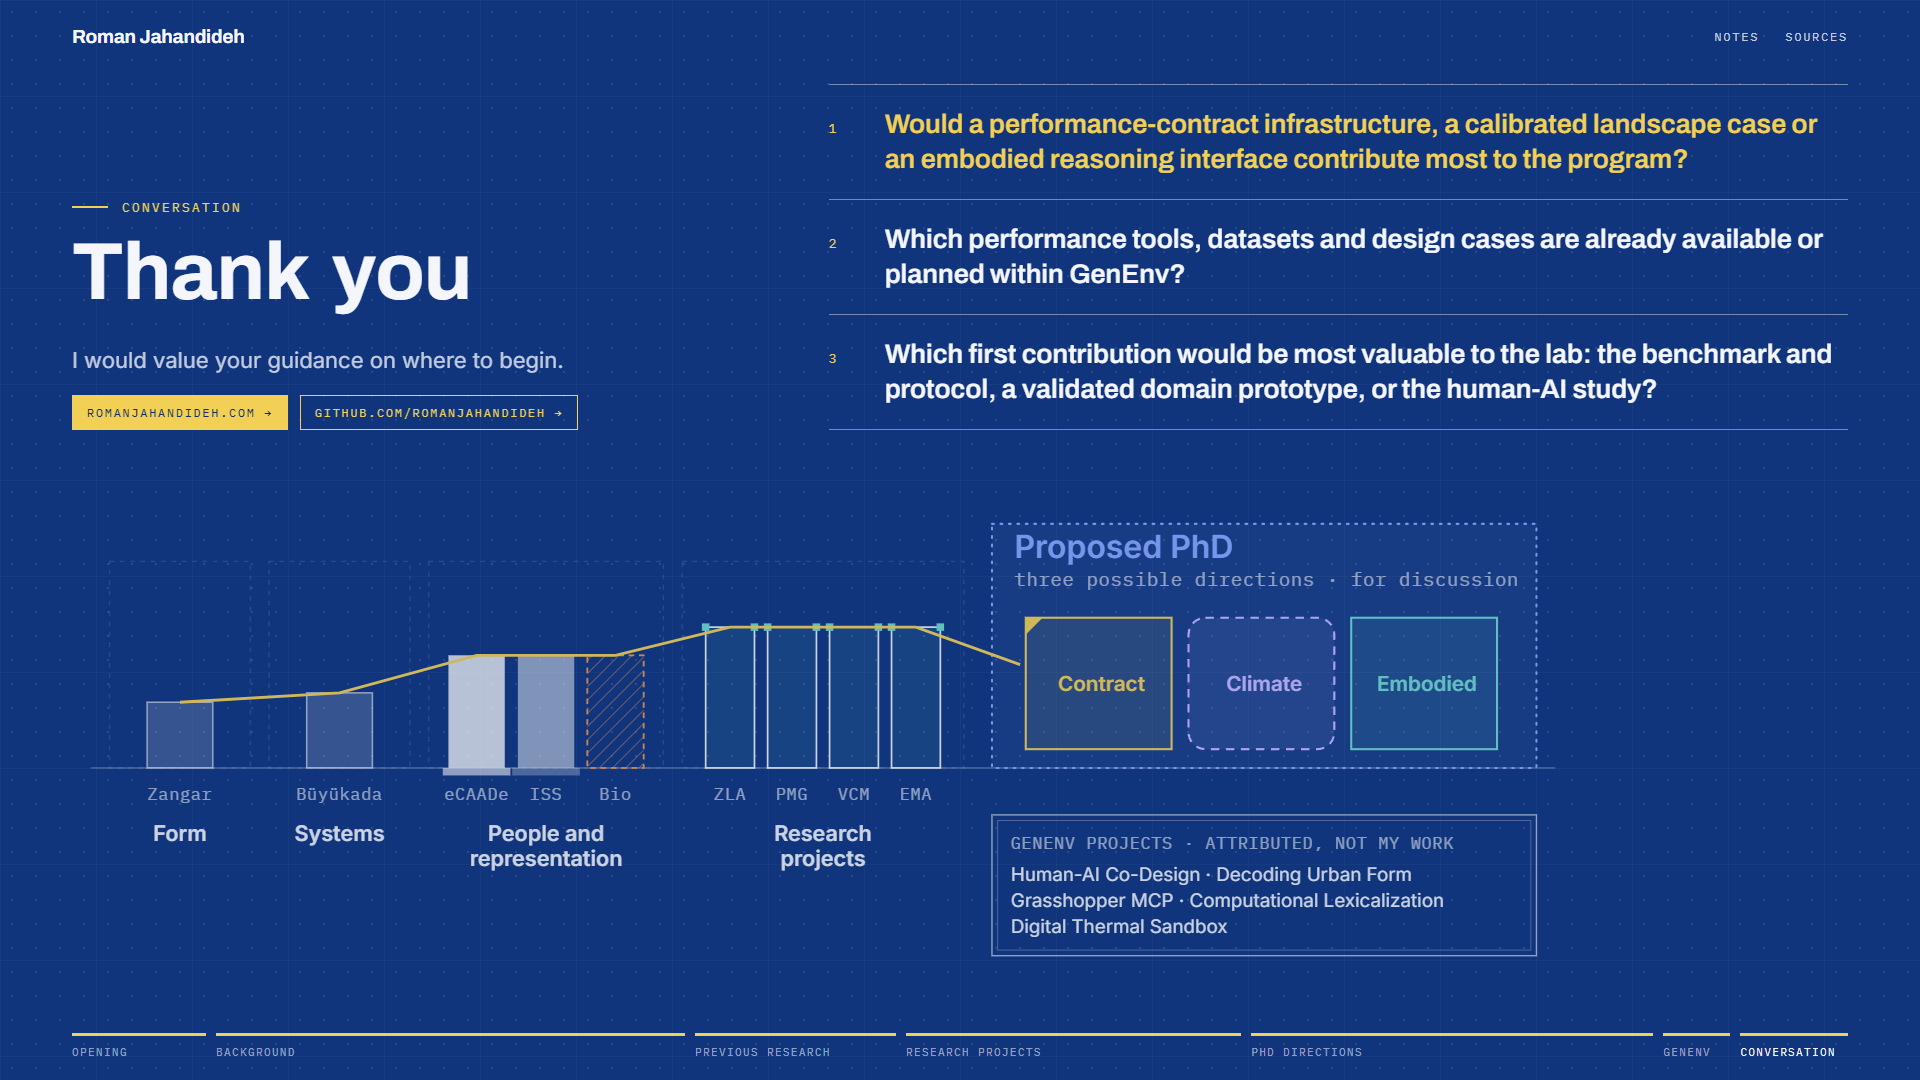 Roman Jahandideh
NOTES
SOURCES
CONVERSATION
Thank you
I would value your guidance on where to begin.
ROMANJAHANDIDEH.COM →
GITHUB.COM/ROMANJAHANDIDEH →
1
Would a performance-contract infrastructure, a calibrated landscape case or
an embodied reasoning interface contribute most to the program?
2
Which performance tools, datasets and design cases are already available or
planned within GenEnv?
3
Which first contribution would be most valuable to the lab: the benchmark and
protocol, a validated domain prototype, or the human-AI study?
Zangar
Form
Büyükada
Systems
eCAADe
ISS
Bio
People and
representation
ZLA
PMG
VCM
EMA
Research
projects
Proposed PhD
three possible directions · for discussion
Contract
Climate
Embodied
GENENV PROJECTS · ATTRIBUTED, NOT MY WORK
Human-AI Co-Design · Decoding Urban Form
Grasshopper MCP · Computational Lexicalization
Digital Thermal Sandbox
OPENING
BACKGROUND
PREVIOUS RESEARCH
RESEARCH PROJECTS
PHD DIRECTIONS
GENENV
CONVERSATION